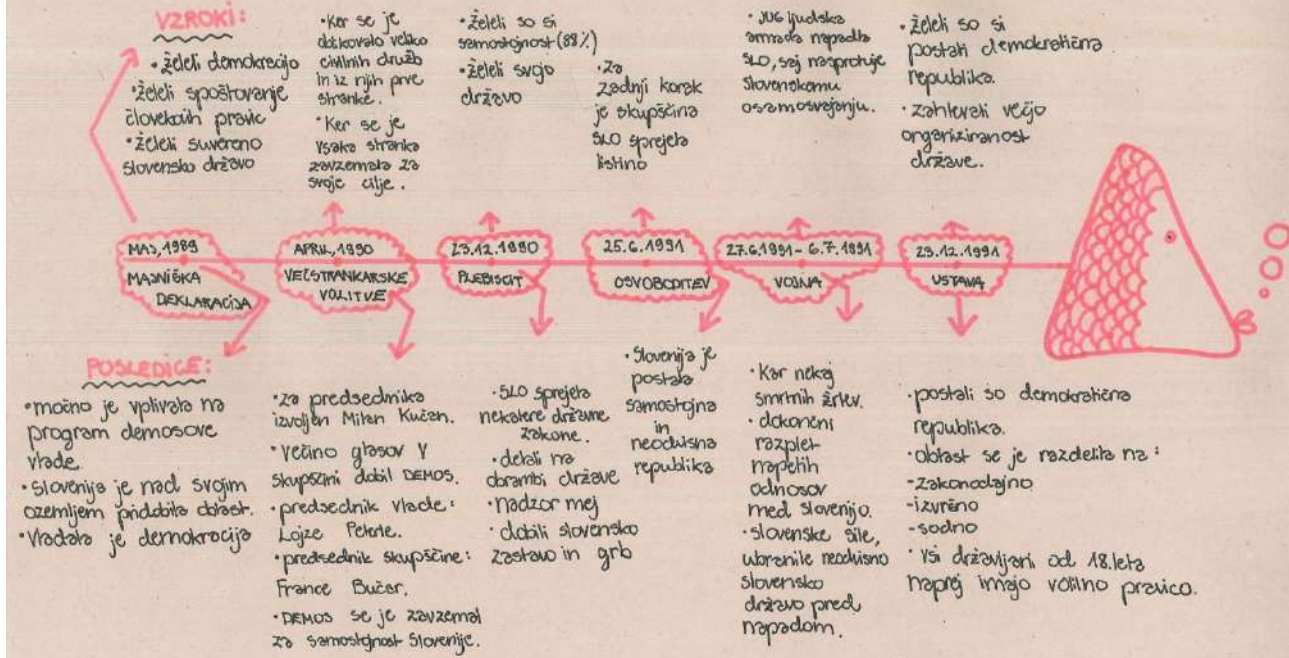 VZROKI:
• želeli demokracijo
• želeli spoštovanje
človekovih pravic
• želeli suvereno
slovensko državo
• Ker se je
oblikovalo veliko
civilnih družb
in iz njih prve
stranke.
• Ker se je
vsaka stranka
zavzemala za
svoje cilje.
• želeli so si
samostojnost (88%)
• želeli svojo
državo
• za
zadnji korak
je skupščina
SLO sprejela
listino
• JUG ljudska
armada napadla
SLO, saj nasprotuje
slovenskemu
osamosvajanju.
• želeli so si
postati demokratična
republika.
• zahtevali večjo
organiziranost
države.
MAJ, 1989
MAJNIŠKA
DEKLARACIJA
APRIL, 1990
VEČSTRANKARSKE
VOLITVE
23.12.1990
PLEBISCIT
25.6.1991
OSVOBODITEV
27.6.1991 - 6.7.1991
VOJNA
23.12.1991
USTAVA
POSLEDICE:
• močno je vplivala na
program demosove
vlade.
• Slovenija je nad svojim
ozemljem pridobila oblast.
• Vladala je demokracija
• za predsednika
izvoljen Milan Kučan.
• večino glasov v
skupščini dobil DEMOS.
• predsednik vlade:
Lojze Peterle.
• predsednik skupščine:
France Bučar.
• DEMOS se je zavzemal
za samostojnost Slovenije.
• SLO sprejela
nekatere državne
zakone.
• delali na
obrambi države
• nadzor mej
• dobili slovensko
zastavo in grb
• Slovenija je
postala
samostojna
in
neodvisna
republika
• Kar nekaj
smrtnih žrtev.
• dokončni
razplet
napetih
odnosov
med slovenijo.
• slovenske sile,
ubranile neodvisno
slovensko
državo pred
napadom.
• postali so demokratična
republika.
• oblast se je razdelila na:
- zakonodajno
- izvršno
- sodno
• vsi državljani od 18.leta
naprej imajo volilno pravico.